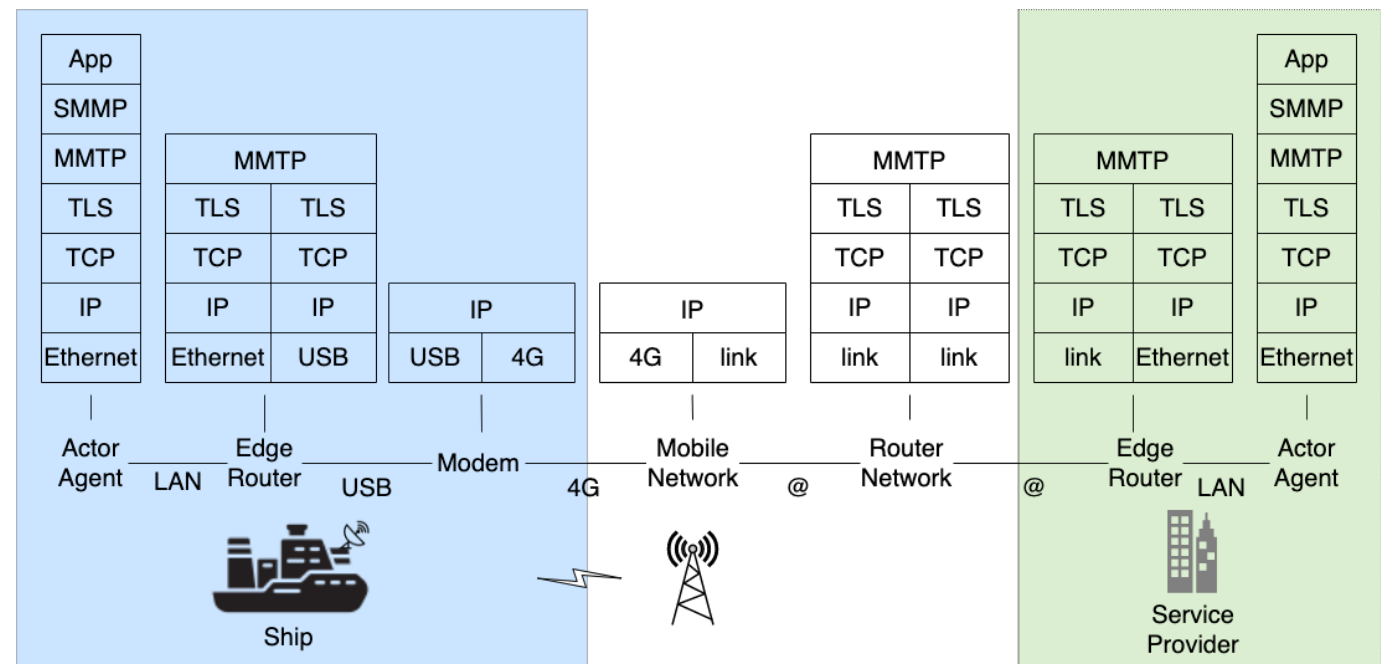 App
App
SMMP
SMMP
MMTP
MMTP
MMTP
MMTP
MMTP
TLS
TLS
TLS
TLS
TLS
TLS
TLS
TLS
TCP
TCP
TCP
TCP
TCP
TCP
TCP
TCP
IP
IP
IP
IP
IP
IP
IP
IP
IP
IP
Ethernet
Ethernet
USB
USB
4G
4G
link
link
link
link
Ethernet
Ethernet
Actor
Agent
LAN
Edge
Router
USB
Modem
4G
Mobile
Network
@
Router
Network
@
Edge
Router
LAN
Actor
Agent
Ship
Service
Provider